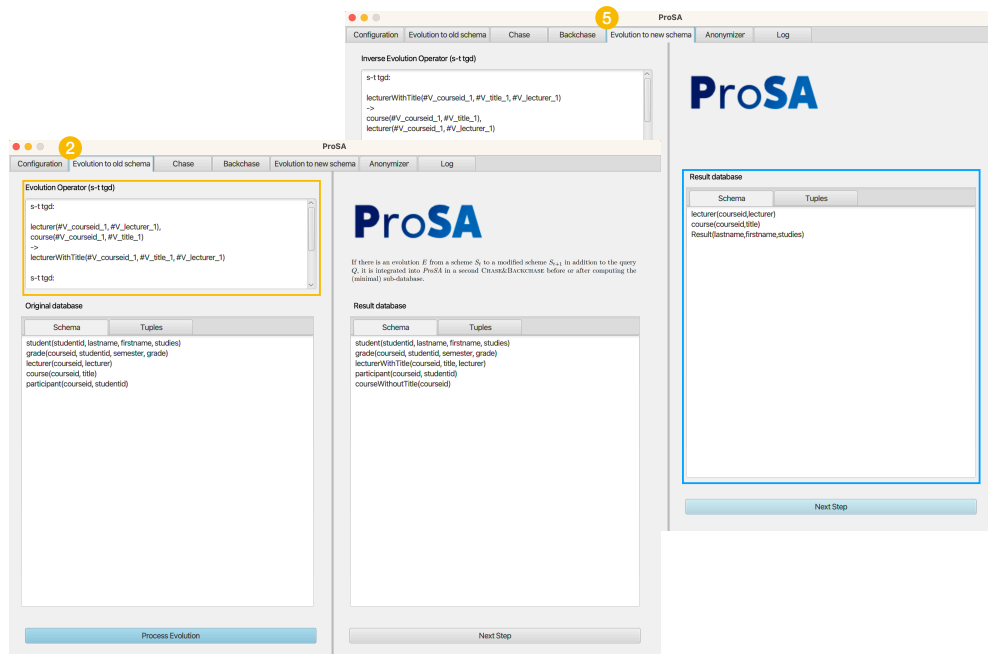 5
ProSA
Configuration
Evolution to old schema
Chase
Backchase
Evolution to new schema
Anonymizer
Log
Inverse Evolution Operator (s-t tgd)
s-t tgd:
lecturerWithTitle(#V_courseid_1, #V_title_1, #V_lecturer_1)
->
course(#V_courseid_1, #V_title_1),
lecturer(#V_courseid_1, #V_lecturer_1)
ProSA
Result database
Schema
Tuples
lecturer(courseid,lecturer)
course(courseid,title)
Result(lastname,firstname,studies)
Next Step
2
ProSA
Configuration
Evolution to old schema
Chase
Backchase
Evolution to new schema
Anonymizer
Log
Evolution Operator (s-t tgd)
s-t tgd:
lecturer(#V_courseid_1, #V_lecturer_1),
course(#V_courseid_1, #V_title_1)
->
lecturerWithTitle(#V_courseid_1, #V_title_1, #V_lecturer_1)
s-t tgd:
Original database
Schema
Tuples
student(studentid, lastname, firstname, studies)
grade(courseid, studentid, semester, grade)
lecturer(courseid, lecturer)
course(courseid, title)
participant(courseid, studentid)
Process Evolution
ProSA
If there is an evolution E from a scheme St to a modified scheme St+1 in addition to the query
Q, it is integrated into ProSA in a second Chase&Backchase before or after computing the
(minimal) sub-database.
Result database
Schema
Tuples
student(studentid, lastname, firstname, studies)
grade(courseid, studentid, semester, grade)
lecturerWithTitle(courseid, title, lecturer)
participant(courseid, studentid)
courseWithoutTitle(courseid)
Next Step